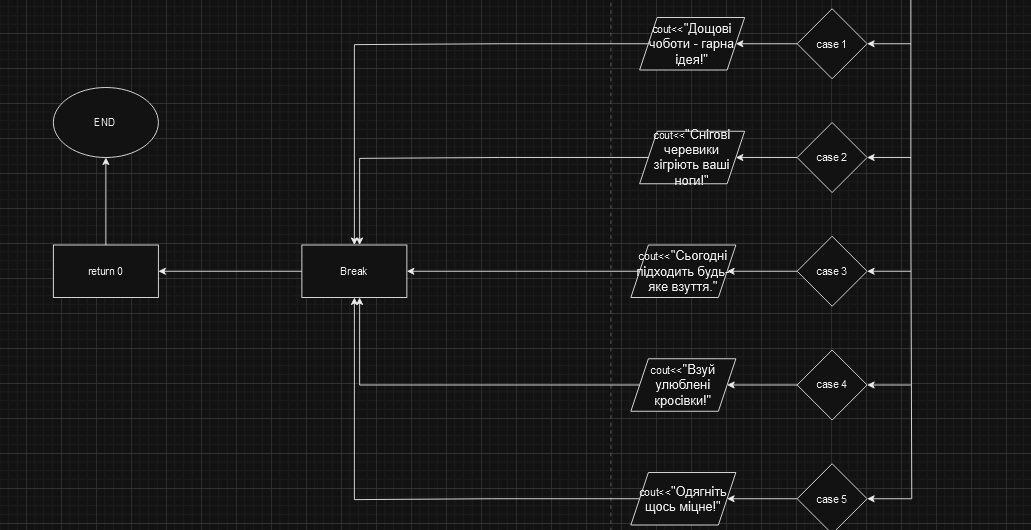 cout<<"Дощові
чоботи - гарна
ідея!"
case 1
END
cout<<"Снігові
черевики
зігріють ваші
ноги!"
case 2
return 0
Break
cout<<"Сьогодні
підходить будь-
яке взуття."
case 3
cout<<"Взуй
улюблені
кросівки!"
case 4
cout<<"Одягніть
щось міцне!"
case 5